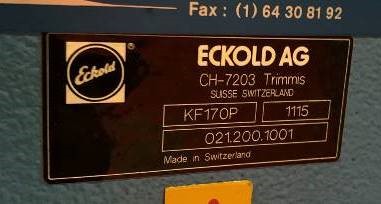 Fax : (1) 64 30 81 92
Eckold
ECKOLD AG
CH-7203 Trimmis
SUISSE SWITZERLAND
KF170P 1115
021.200.1001
Made in Switzerland